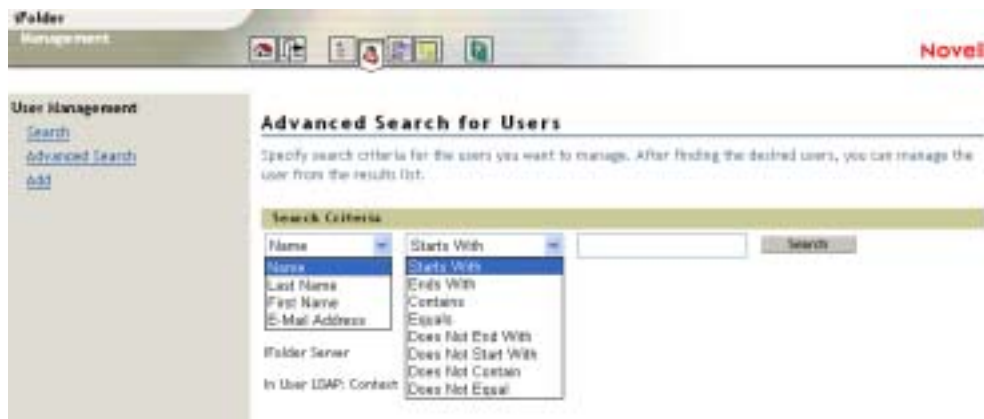 iFolder
Management
Novell
User Management
Search
Advanced Search
Add
Advanced Search for Users
Specify search criteria for the users you want to manage. After finding the desired users, you can manage the
user from the results list.
Search Criteria
Name Starts With Search
Name
Last Name
First Name
E-Mail Address
Starts With
Ends With
Contains
Equals
Does Not End With
Does Not Start With
Does Not Contain
Does Not Equal
iFolder Server
In User LDAP: Context